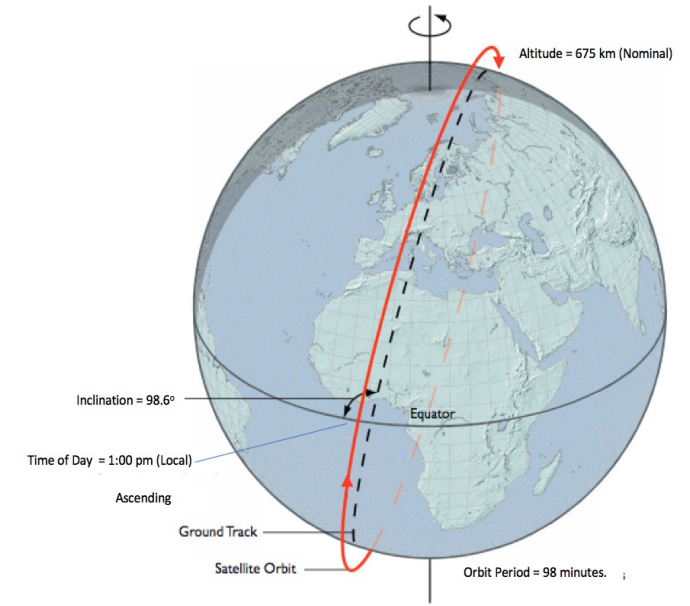 Altitude = 675 km (Nominal)
Inclination = 98.6º
Equator
Time of Day = 1:00 pm (Local)
Ascending
Ground Track
Satellite Orbit
Orbit Period = 98 minutes. ;